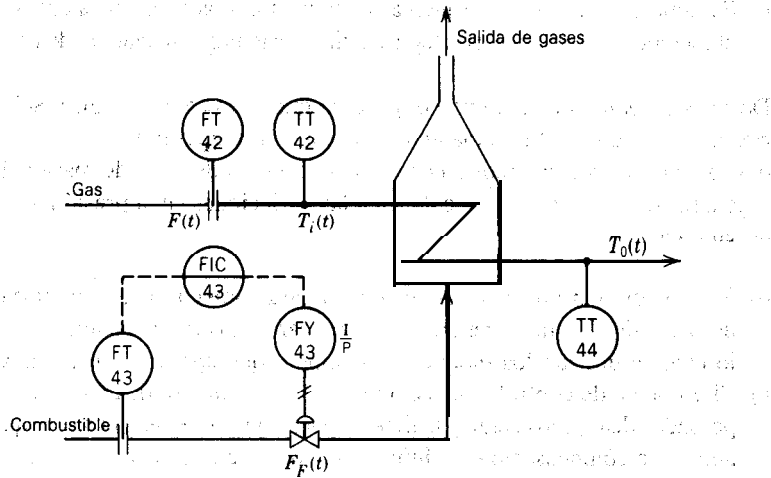 Salida de gases
FT
42
TT
42
Gas
F(t)
T_i(t)
T_0(t)
FIC
43
FT
43
FY
43
I
P
TT
44
Combustible
F_F(t)